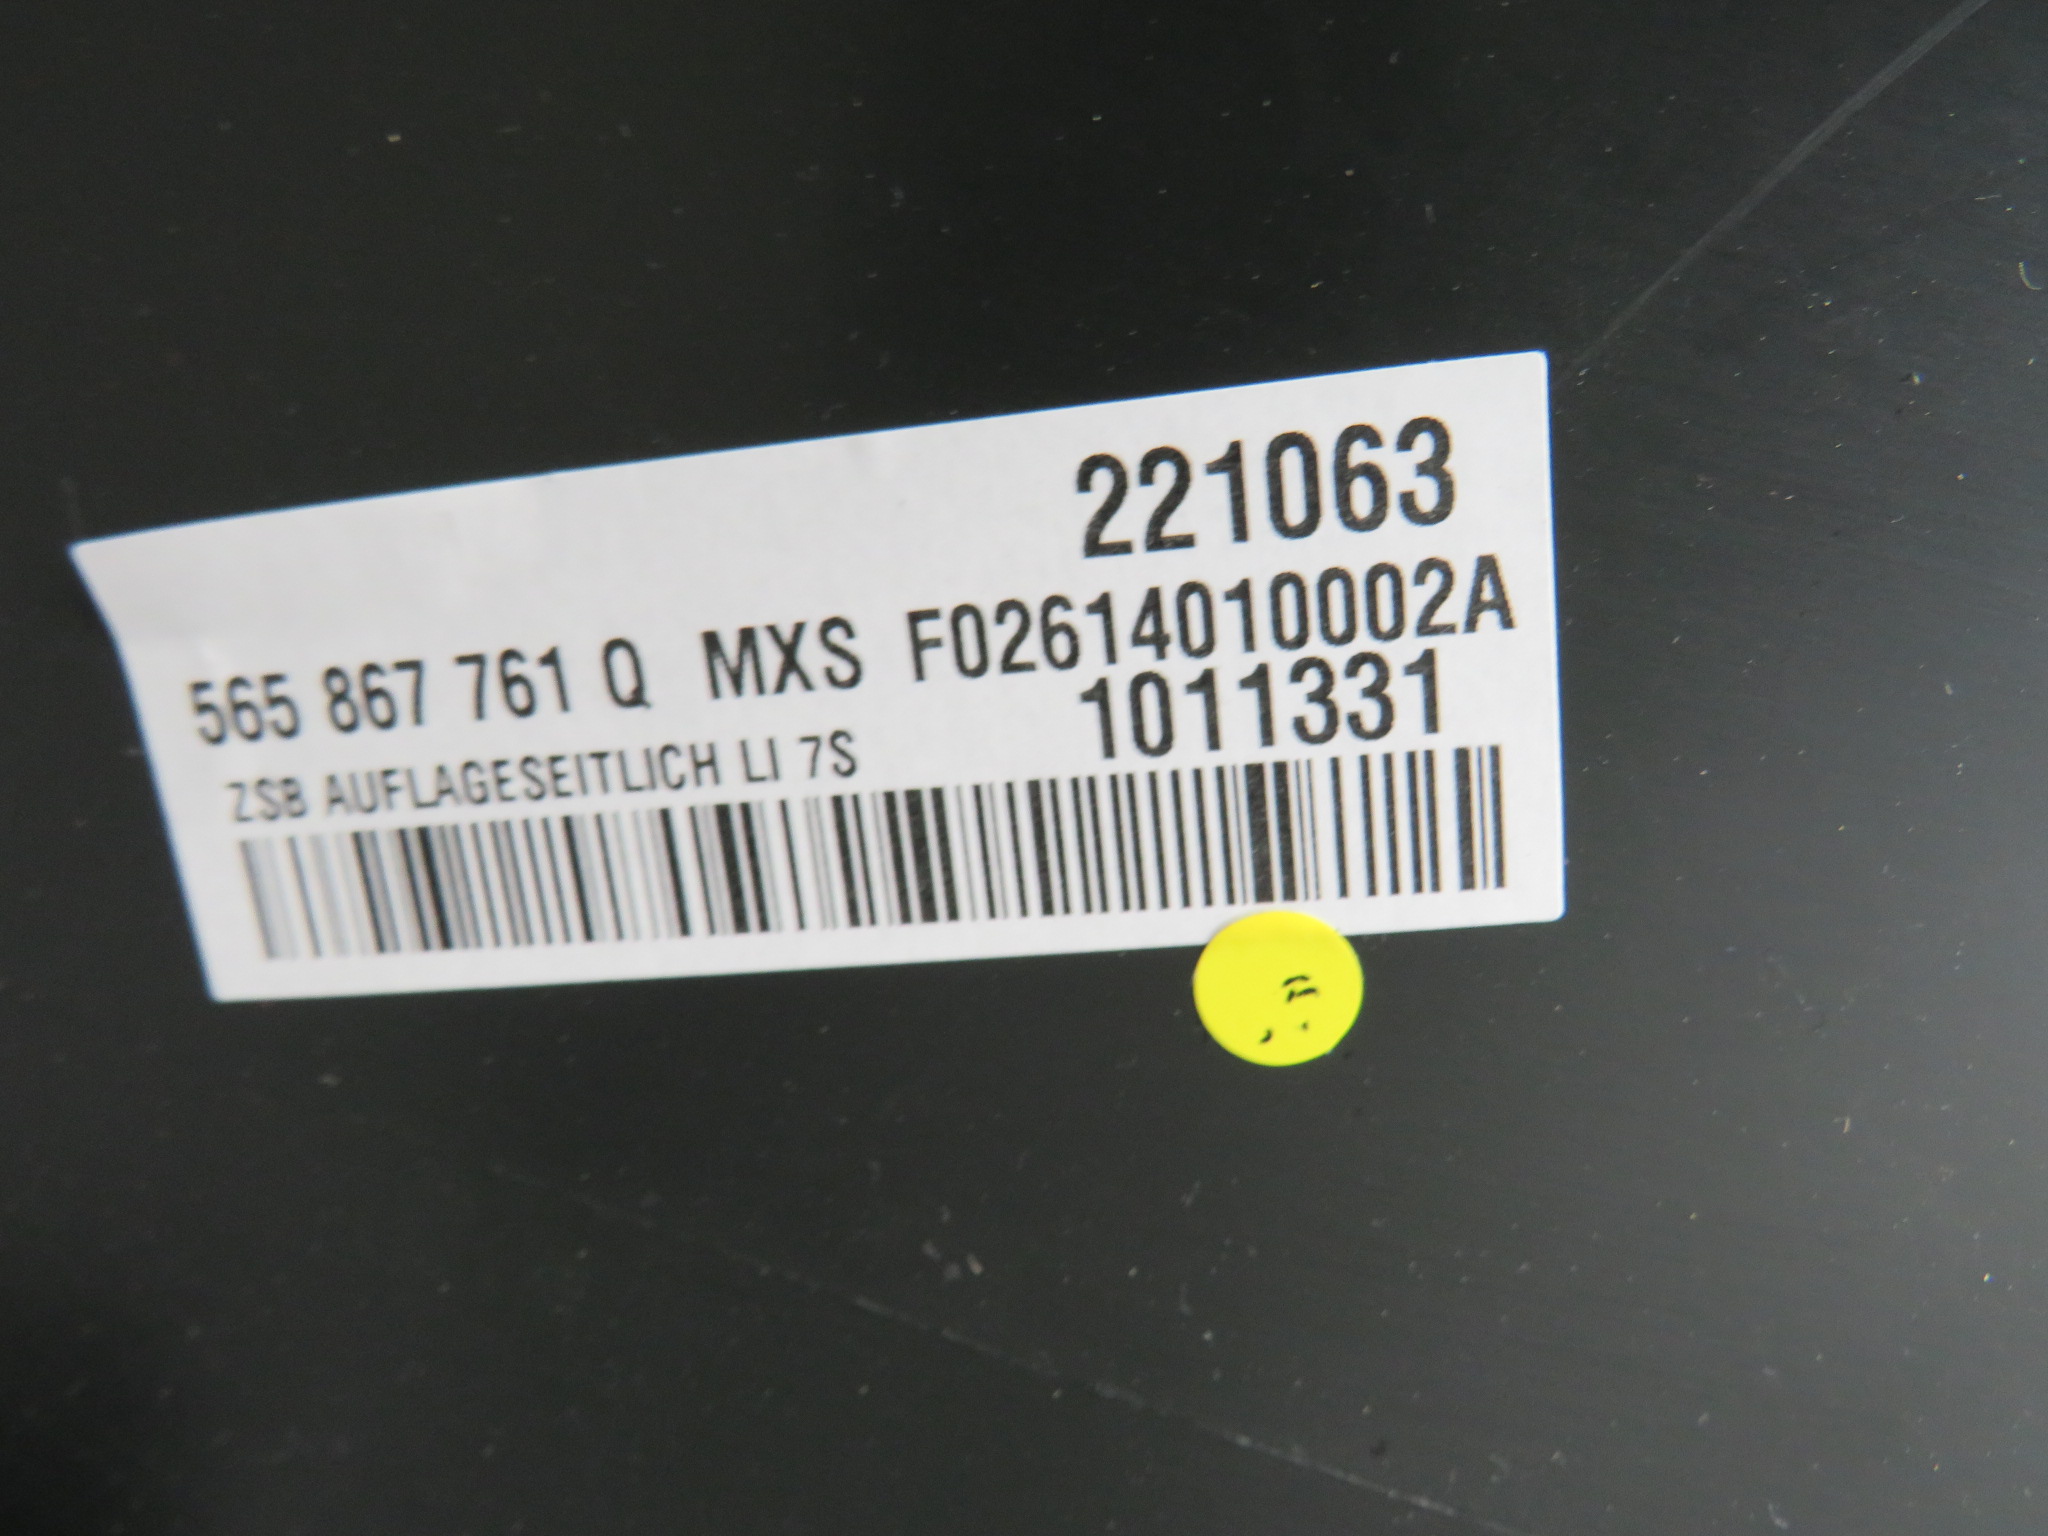 221063
565 867 761 Q MXS F02614010002A
1011331
ZSB AUFLAGESEITLICH LI 7S